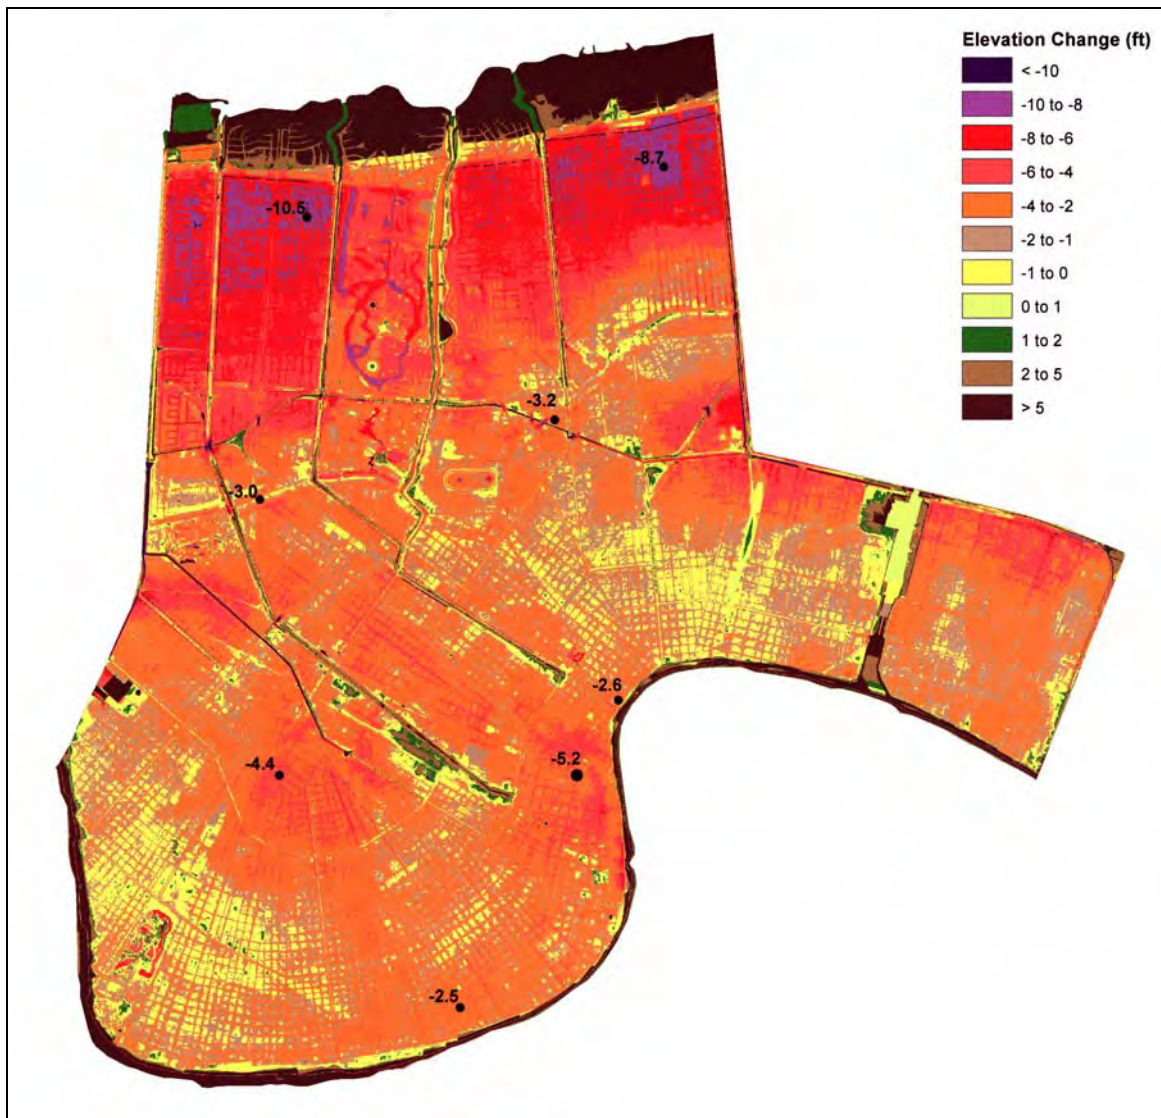 Elevation Change (ft)
< -10
-10 to -8
-8 to -6
-6 to -4
-4 to -2
-2 to -1
-1 to 0
0 to 1
1 to 2
2 to 5
> 5
-8.7
-10.5
-3.2
-3.0
-2.6
-4.4
-5.2
-2.5